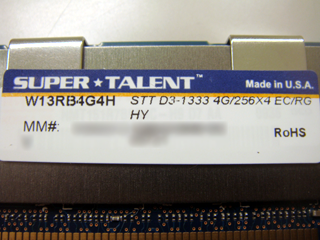 SUPER★TALENT™
Made in U.S.A.
W13RB4G4H STT D3-1333 4G/256X4 EC/RG
HY
MM#:
RoHS